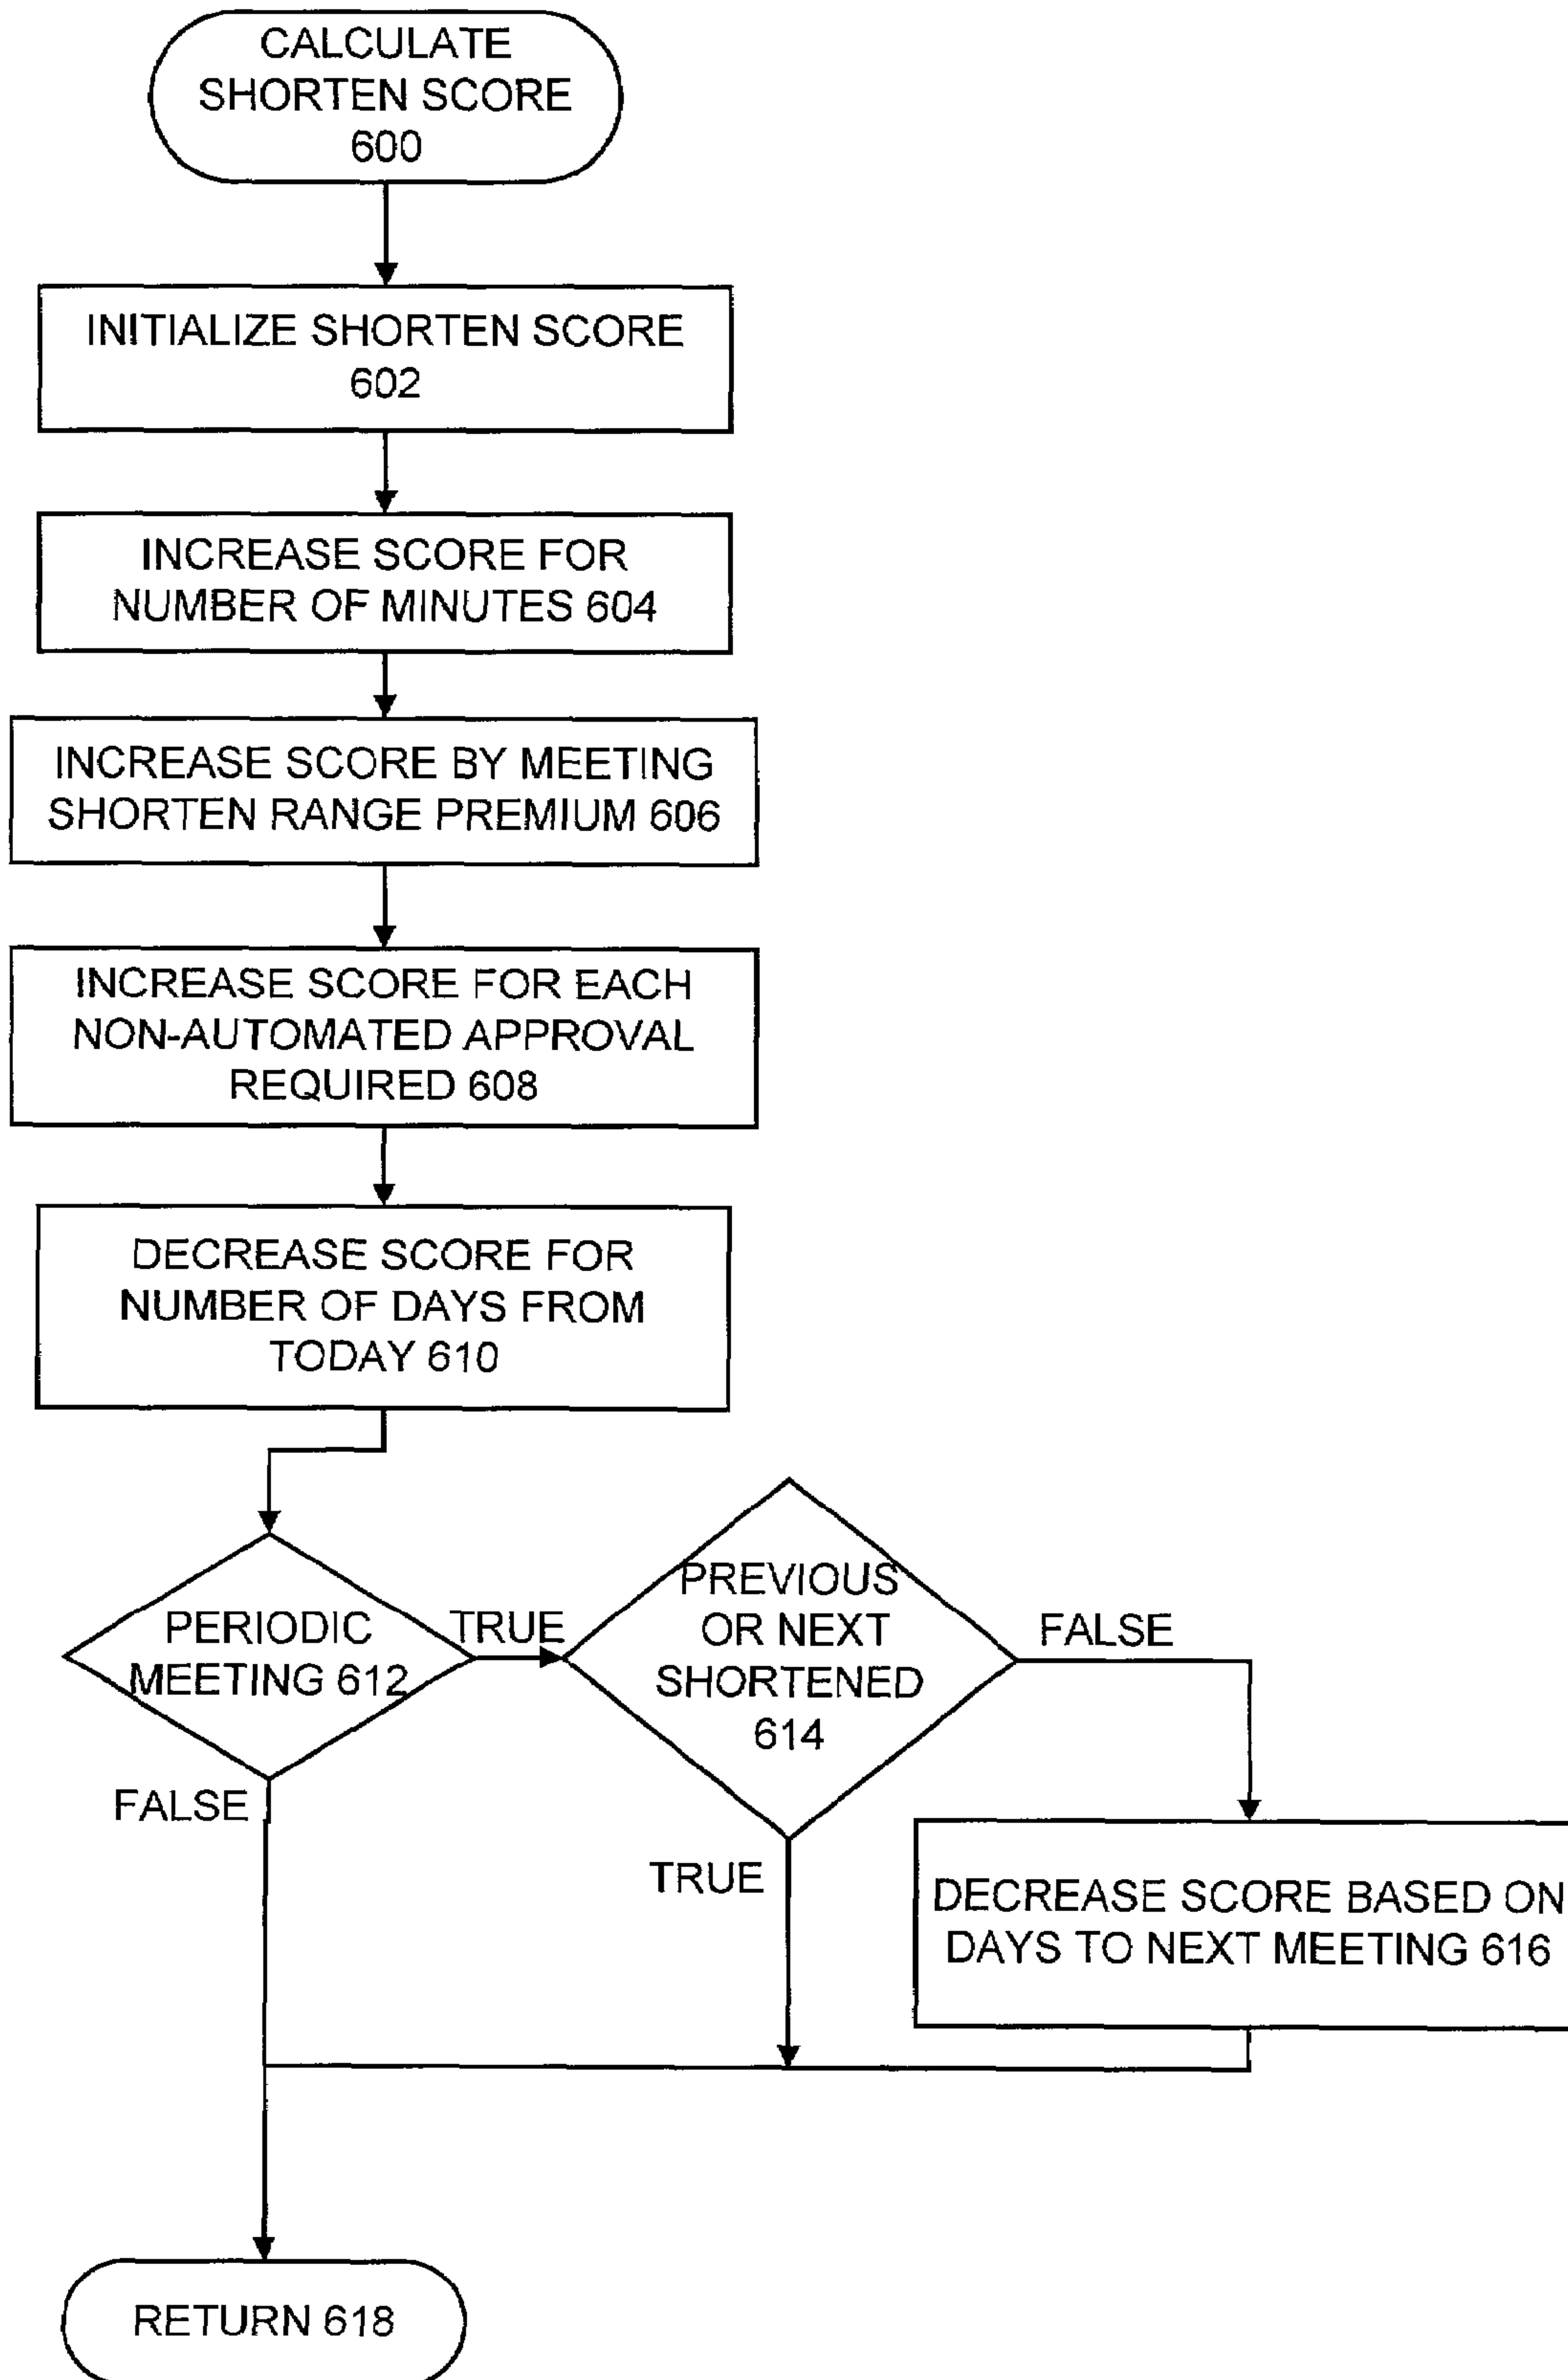 CALCULATE
SHORTEN SCORE
600
INITIALIZE SHORTEN SCORE
602
INCREASE SCORE FOR
NUMBER OF MINUTES 604
INCREASE SCORE BY MEETING
SHORTEN RANGE PREMIUM 606
INCREASE SCORE FOR EACH
NON-AUTOMATED APPROVAL
REQUIRED 608
DECREASE SCORE FOR
NUMBER OF DAYS FROM
TODAY 610
PERIODIC
MEETING 612
TRUE
PREVIOUS
OR NEXT
SHORTENED
614
FALSE
FALSE
TRUE
DECREASE SCORE BASED ON
DAYS TO NEXT MEETING 616
RETURN 618